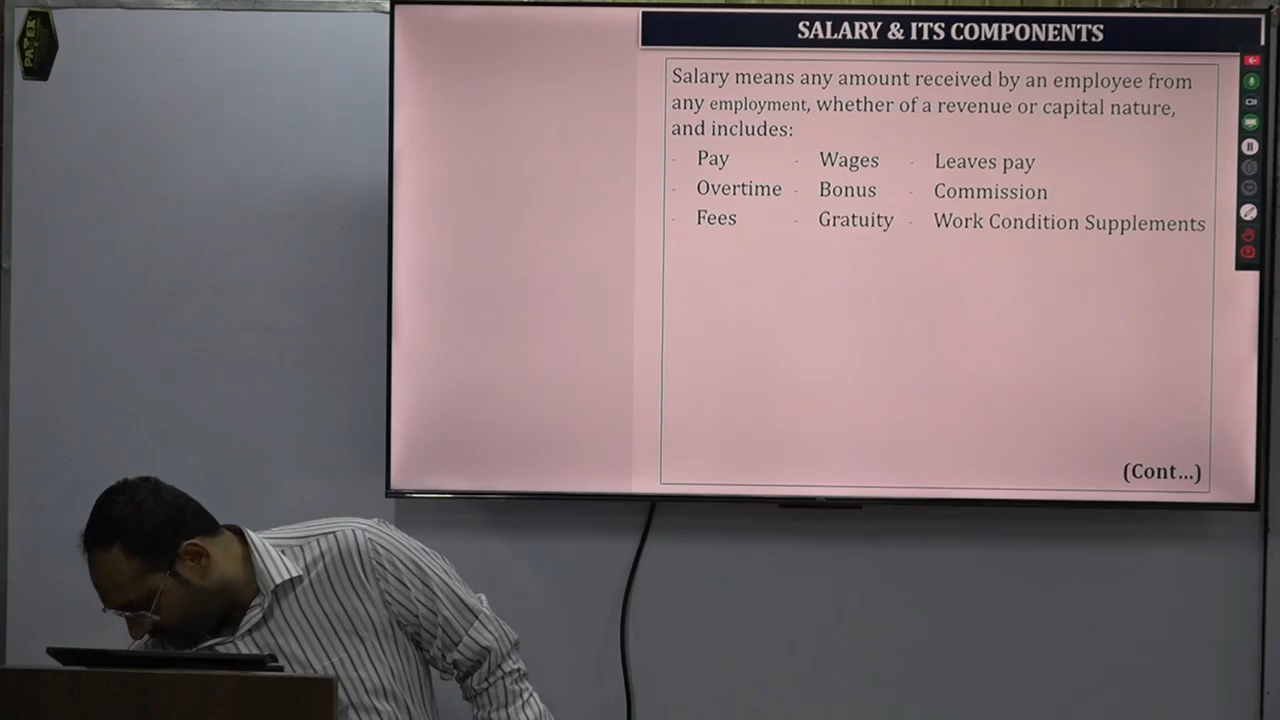 PATEX
SALARY & ITS COMPONENTS
Salary means any amount received by an employee from
any employment, whether of a revenue or capital nature,
and includes:
- Pay - Wages - Leaves pay
- Overtime - Bonus - Commission
- Fees - Gratuity - Work Condition Supplements
(Cont...)